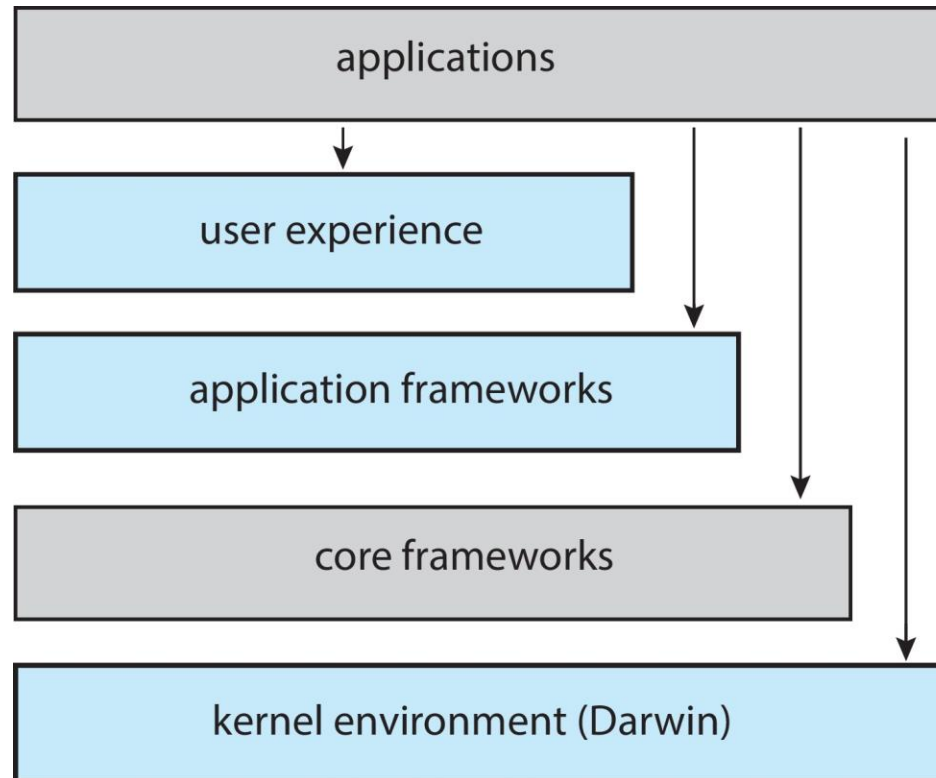 applications
user experience
application frameworks
core frameworks
kernel environment (Darwin)